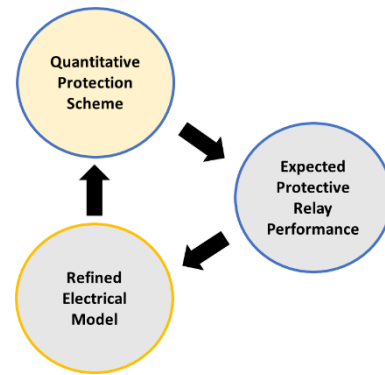 Quantitative
Protection
Scheme
Expected
Protective
Relay
Performance
Refined
Electrical
Model